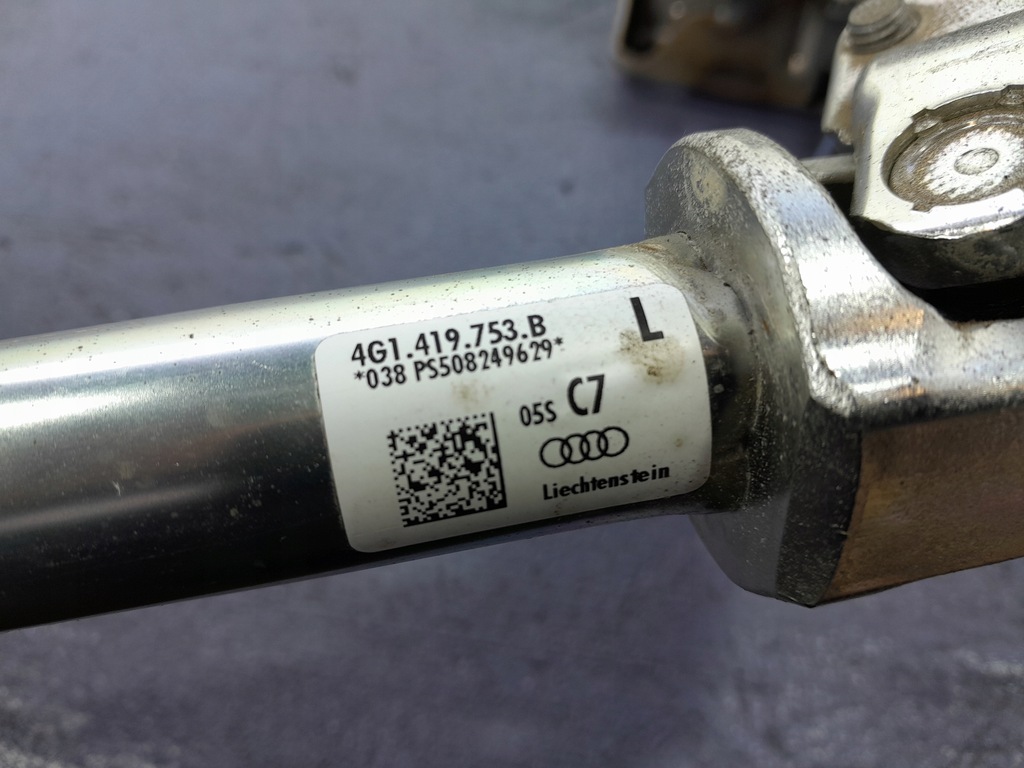 4G1.419.753.B
L
*038 PS508249629*
05S C7
Liechtenstein